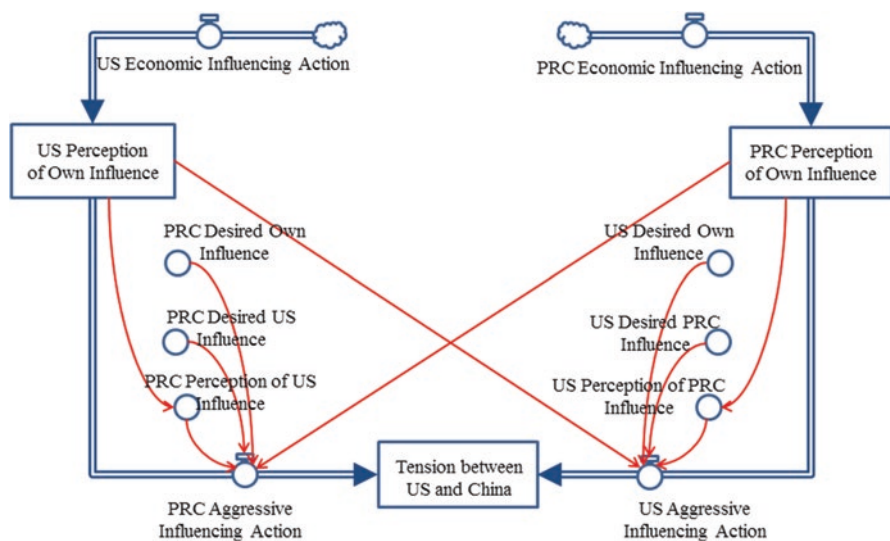 US Economic Influencing Action
PRC Economic Influencing Action
US Perception
of Own Influence
PRC Perception
of Own Influence
PRC Desired Own
Influence
US Desired Own
Influence
PRC Desired US
Influence
US Desired PRC
Influence
PRC Perception of US
Influence
US Perception of PRC
Influence
Tension between
US and China
PRC Aggressive
Influencing Action
US Aggressive
Influencing Action